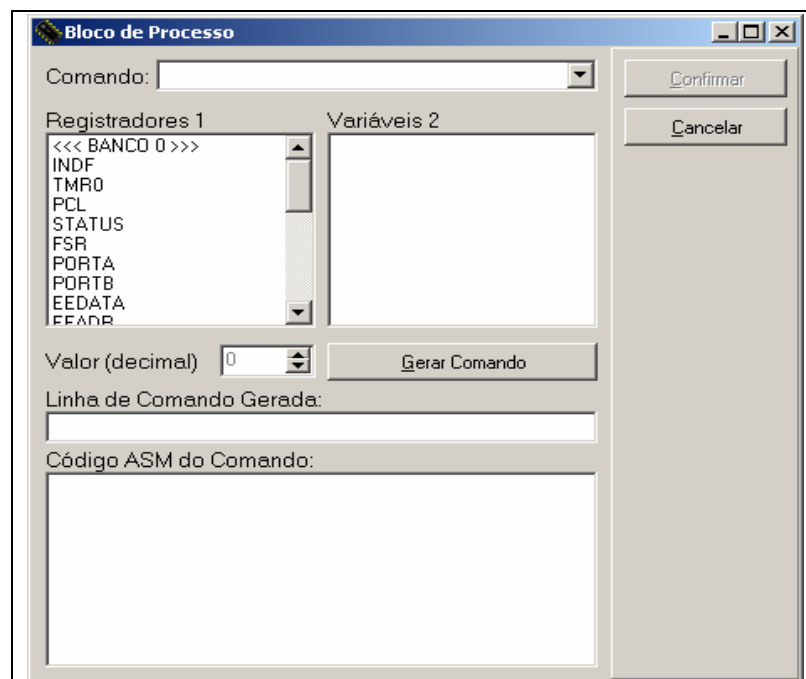 Bloco de Processo
Comando:
Confirmar
Cancelar
Registradores 1
Variáveis 2
<<< BANCO 0 >>>
INDF
TMR0
PCL
STATUS
FSR
PORTA
PORTB
EEDATA
EEADR
Valor (decimal)
0
Gerar Comando
Linha de Comando Gerada:
Código ASM do Comando: